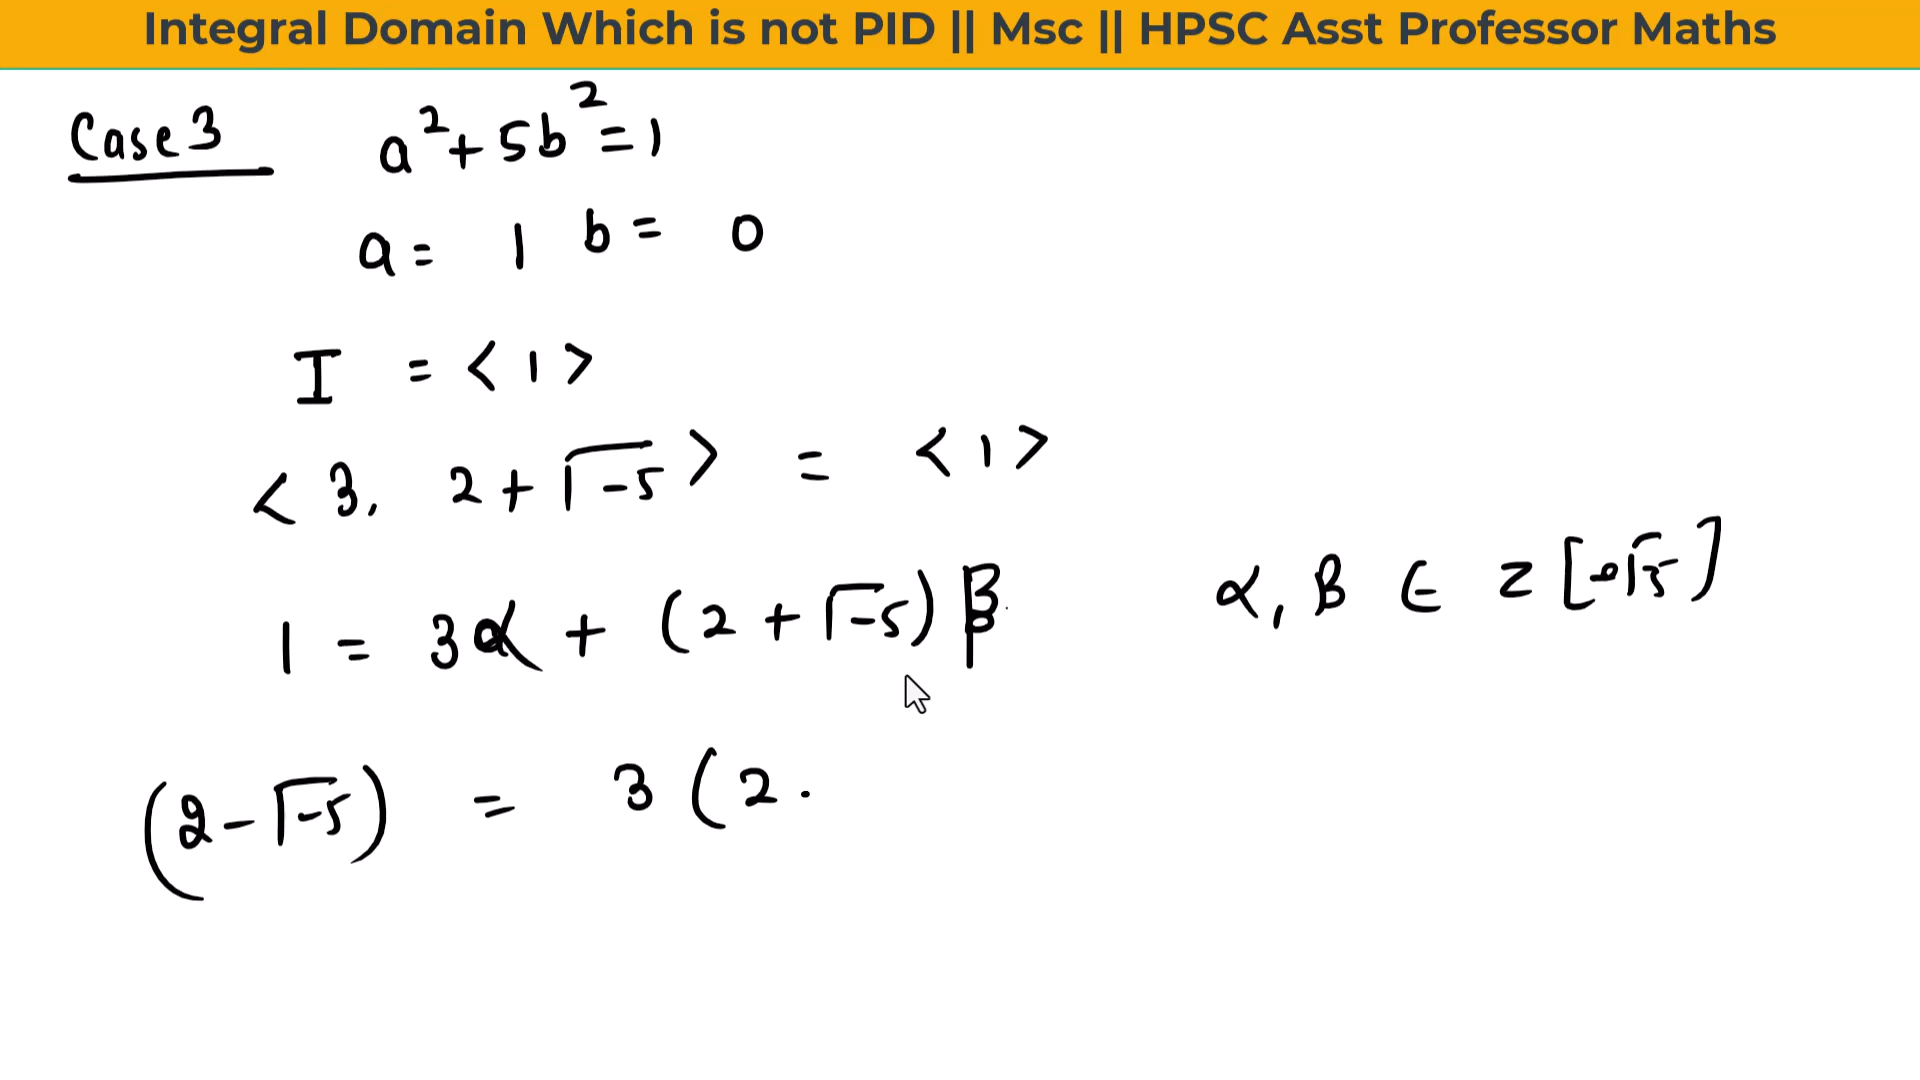 Integral Domain Which is not PID || Msc || HPSC Asst Professor Maths
Case 3 a²+5b²=1
a= 1 b= 0
I = <1>
<3, 2+√-5> = <1>
1 = 3α + (2+√-5)β α, β ∈ Z[√-5]
(2-√-5) = 3(2.